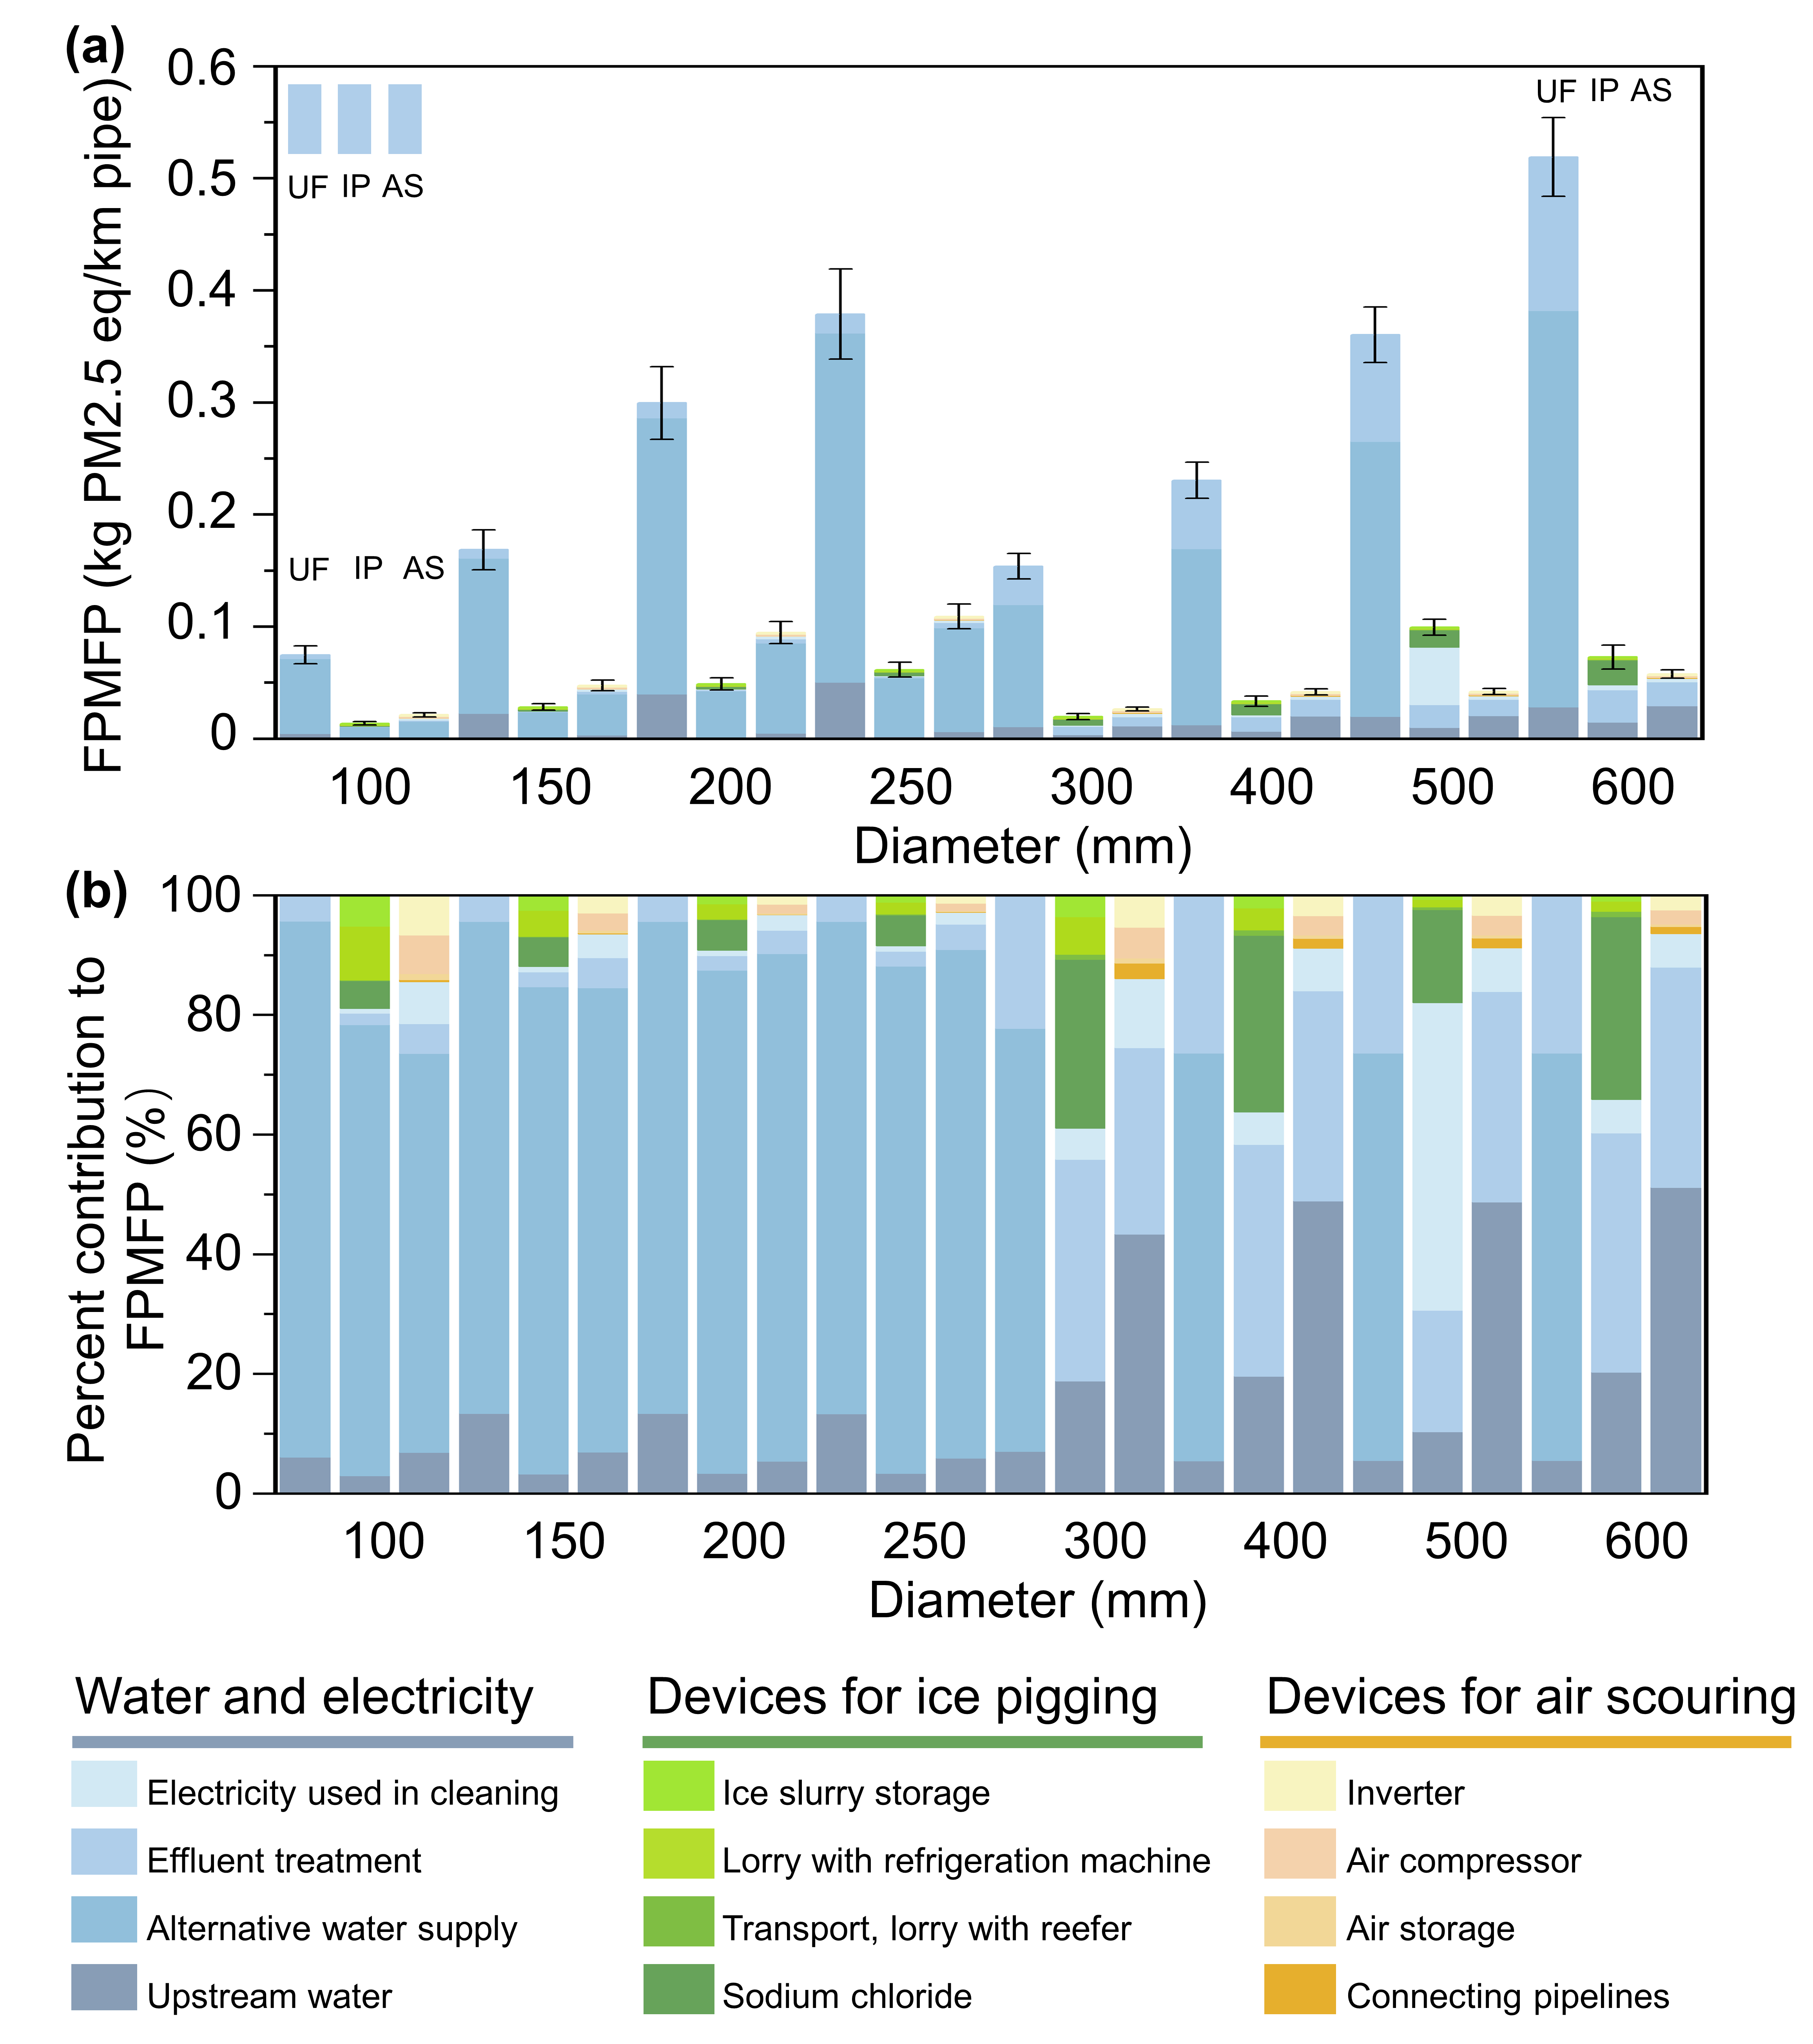 (a)
FPMFP (kg PM2.5 eq/km pipe)
0.6
0.5
0.4
0.3
0.2
0.1
0
UF IP AS
UF IP AS
UF IP AS
100 150 200 250 300 400 500 600
Diameter (mm)
(b)
Percent contribution to
FPMFP (%)
100
80
60
40
20
0
100 150 200 250 300 400 500 600
Diameter (mm)
Water and electricity
Electricity used in cleaning
Effluent treatment
Alternative water supply
Upstream water
Devices for ice pigging
Ice slurry storage
Lorry with refrigeration machine
Transport, lorry with reefer
Sodium chloride
Devices for air scouring
Inverter
Air compressor
Air storage
Connecting pipelines